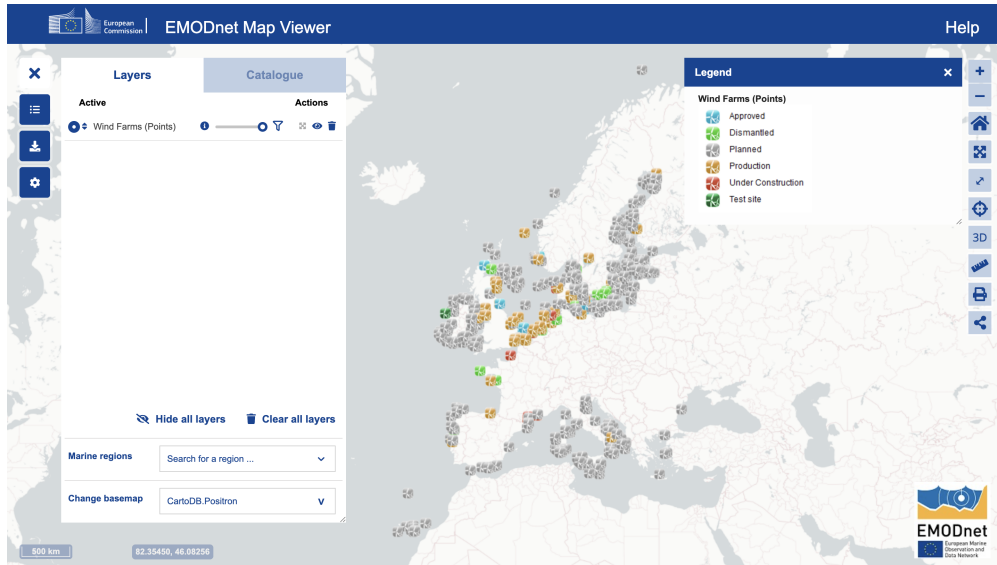 European
Commission
EMODnet Map Viewer
Help
Layers
Catalogue
Active
Actions
Wind Farms (Points)
Legend
Wind Farms (Points)
Approved
Dismantled
Planned
Production
Under Construction
Test site
3D
Hide all layers
Clear all layers
Marine regions
Search for a region ...
Change basemap
CartoDB.Positron
500 km
82.35450, 46.08256
EMODnet
European Marine
Observation and
Data Network